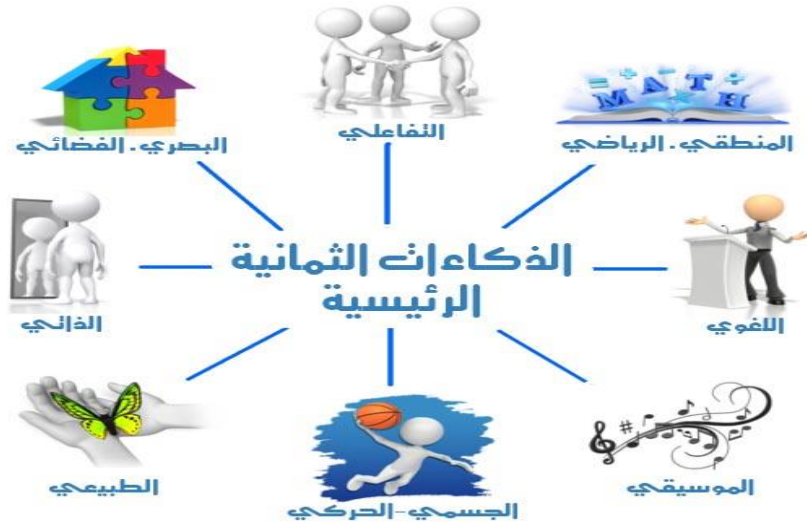 التفاعلي
MATH
المنطقي. الرياضي
البصري. الفضائي
الذكاءات الثمانية
الرئيسية
اللغوي
الذاتي
الموسيقي
الطبيعي
الجسمي-الحركي